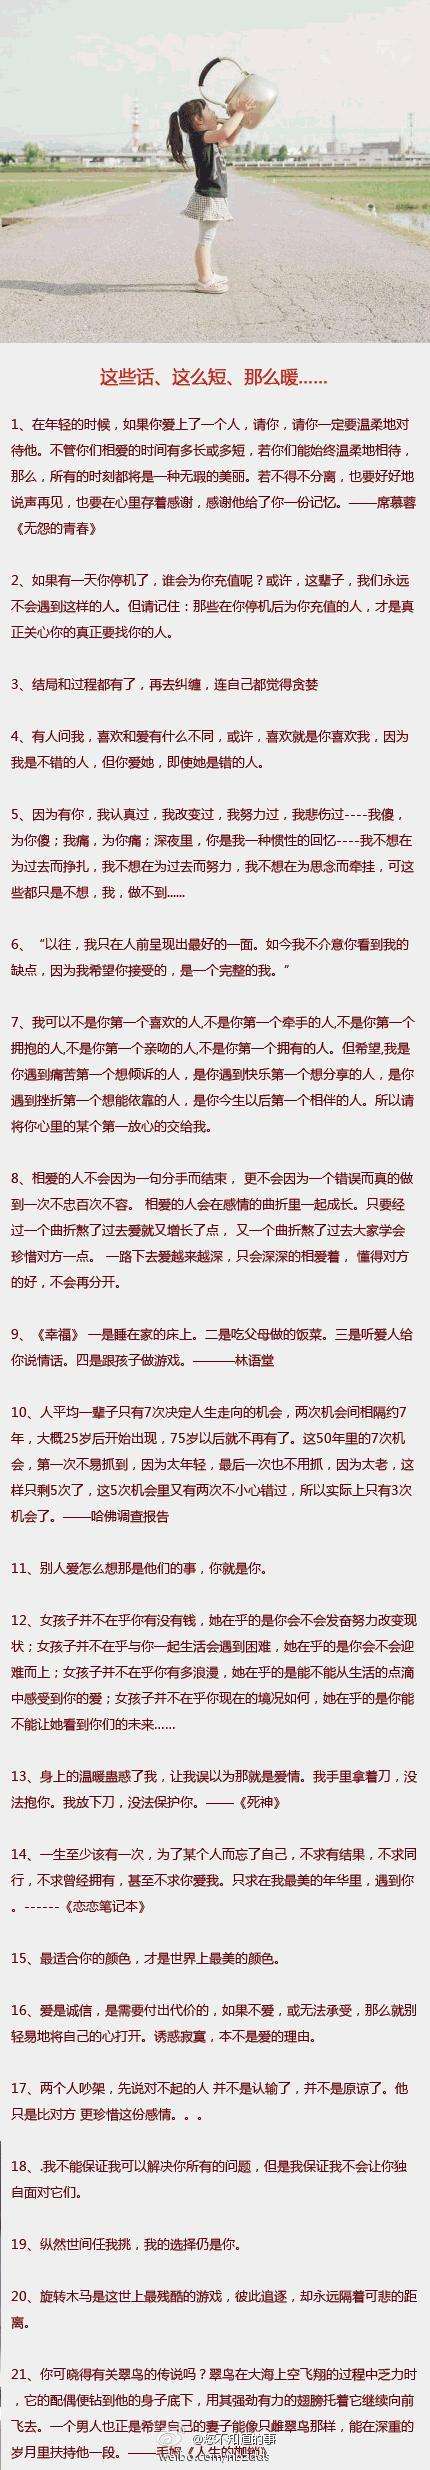 这些话、这么短、那么暖……
1、在年轻的时候，如果你爱上了一个人，请你，请你一定要温柔地对
待他。不管你们相爱的时间有多长或多短，若你们能始终温柔地相待，
那么，所有的时刻都将是一种无瑕的美丽。若不得不分离，也要好好地
说声再见，也要在心里存着感谢，感谢他给了你一份记忆。——席慕蓉
《无怨的青春》
2、如果有一天你停机了，谁会为你充值呢？或许，这辈子，我们永远
不会遇到这样的人。但请记住：那些在你停机后为你充值的人，才是真
正关心你的真正要找你的人。
3、结局和过程都有了，再去纠缠，连自己都觉得贪婪
4、有人问我，喜欢和爱有什么不同，或许，喜欢就是你喜欢我，因为
我是不错的人，但你爱她，即使她是错的人。
5、因为有你，我认真过，我改变过，我努力过，我悲伤过----我傻，
为你傻；我痛，为你痛；深夜里，你是我一种惯性的回忆----我不想在
为过去而挣扎，我不想在为过去而努力，我不想在为思念而牵挂，可这
些都只是不想，我，做不到......
6、“以往，我只在人前呈现出最好的一面。如今我不介意你看到我的
缺点，因为我希望你接受的，是一个完整的我。”
7、我可以不是你第一个喜欢的人,不是你第一个牵手的人,不是你第一个
拥抱的人,不是你第一个亲吻的人,不是你第一个拥有的人。但希望,我是
你遇到痛苦第一个想倾诉的人，是你遇到快乐第一个想分享的人，是你
遇到挫折第一个想能依靠的人，是你今生以后第一个相伴的人。所以请
将你心里的某个第一放心的交给我。
8、相爱的人不会因为一句分手而结束， 更不会因为一个错误而真的做
到一次不忠百次不容。 相爱的人会在感情的曲折里一起成长。只要经
过一个曲折熬了过去爱就又增长了点， 又一个曲折熬了过去大家学会
珍惜对方一点。 一路下去爱越来越深，只会深深的相爱着， 懂得对方
的好，不会再分开。
9、《幸福》 一是睡在家的床上。二是吃父母做的饭菜。三是听爱人给
你说情话。四是跟孩子做游戏。———林语堂
10、人平均一辈子只有7次决定人生走向的机会，两次机会间相隔约7
年，大概25岁后开始出现，75岁以后就不再有了。这50年里的7次机
会，第一次不易抓到，因为太年轻，最后一次也不用抓，因为太老，这
样只剩5次了，这5次机会里又有两次不小心错过，所以实际上只有3次
机会了。——哈佛调查报告
11、别人爱怎么想那是他们的事，你就是你。
12、女孩子并不在乎你有没有钱，她在乎的是你会不会发奋努力改变现
状；女孩子并不在乎与你一起生活会遇到困难，她在乎的是你会不会迎
难而上；女孩子并不在乎你有多浪漫，她在乎的是能不能从生活的点滴
中感受到你的爱；女孩子并不在乎你现在的境况如何，她在乎的是你能
不能让她看到你们的未来……
13、身上的温暖蛊惑了我，让我误以为那就是爱情。我手里拿着刀，没
法抱你。我放下刀，没法保护你。——《死神》
14、一生至少该有一次，为了某个人而忘了自己，不求有结果，不求同
行，不求曾经拥有，甚至不求你爱我。只求在我最美的年华里，遇到你
。------《恋恋笔记本》
15、最适合你的颜色，才是世界上最美的颜色。
16、爱是诚信，是需要付出代价的，如果不爱，或无法承受，那么就别
轻易地将自己的心打开。诱惑寂寞，本不是爱的理由。
17、两个人吵架，先说对不起的人 并不是认输了，并不是原谅了。他
只是比对方 更珍惜这份感情。。。
18、.我不能保证我可以解决你所有的问题，但是我保证我不会让你独
自面对它们。
19、纵然世间任我挑，我的选择仍是你。
20、旋转木马是这世上最残酷的游戏，彼此追逐，却永远隔着可悲的距
离。
21、你可晓得有关翠鸟的传说吗？翠鸟在大海上空飞翔的过程中乏力时
，它的配偶便钻到他的身子底下，用其强劲有力的翅膀托着它继续向前
飞去。一个男人也正是希望自己的妻子能像只雌翠鸟那样，能在深重的
岁月里扶持他一段。——毛姆《人生的枷锁》
@您不知道的事